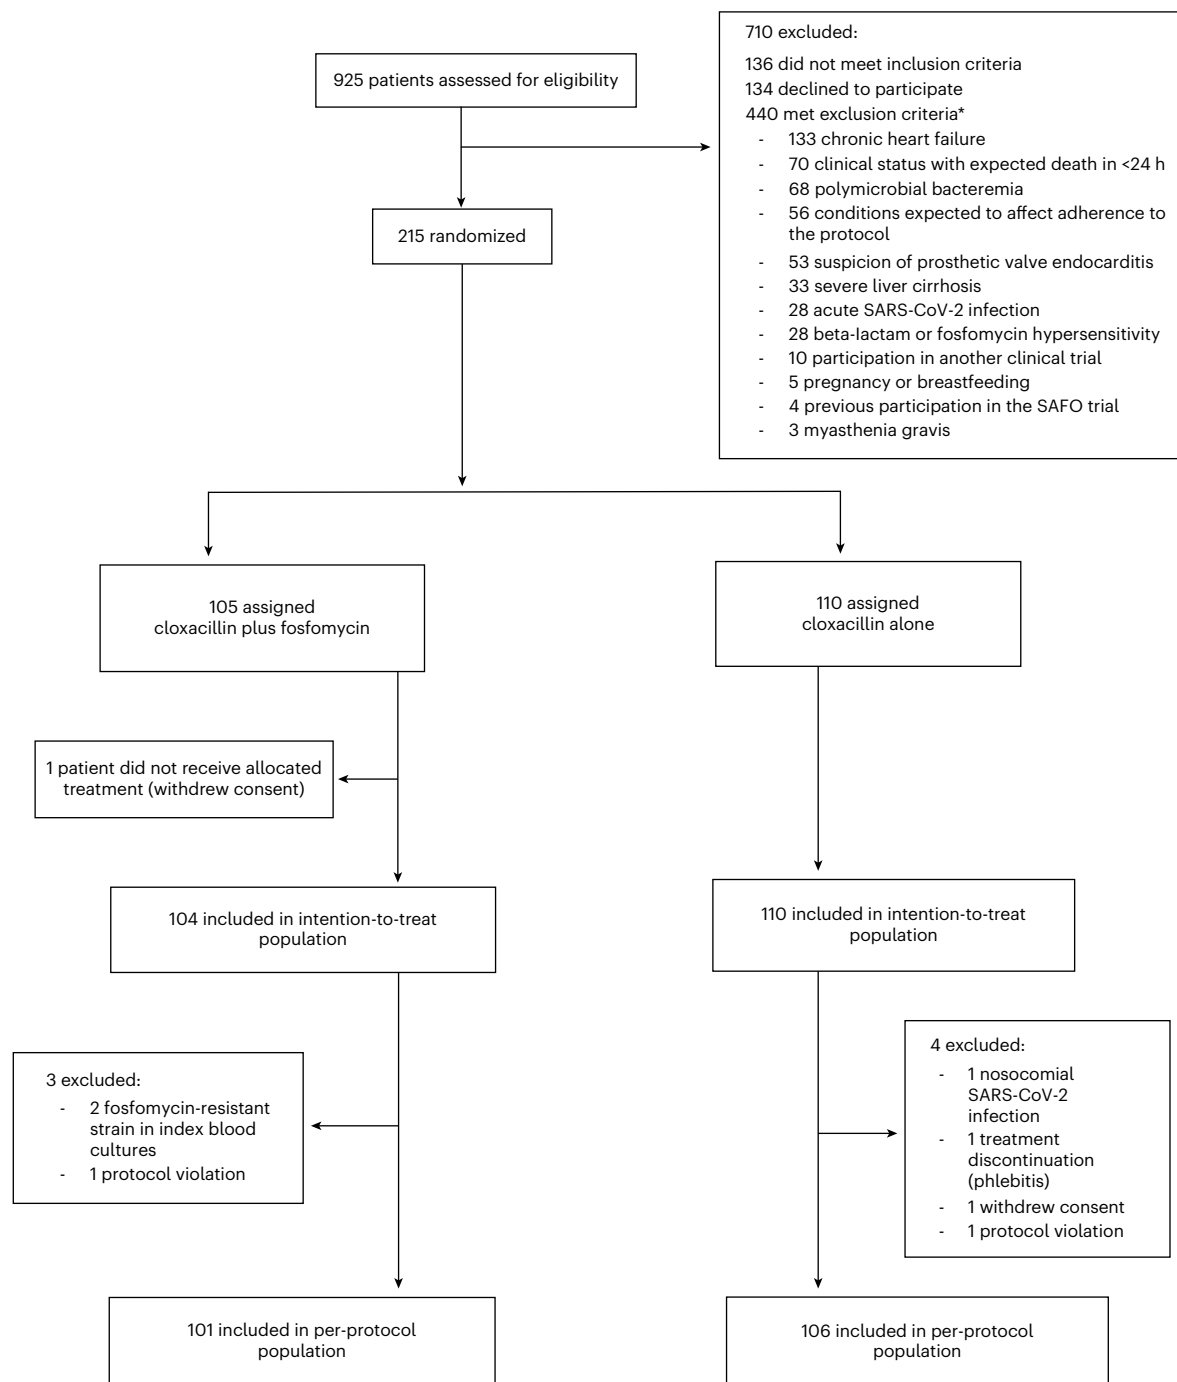 925 patients assessed for eligibility
710 excluded:
136 did not meet inclusion criteria
134 declined to participate
440 met exclusion criteria*
- 133 chronic heart failure
- 70 clinical status with expected death in <24 h
- 68 polymicrobial bacteremia
- 56 conditions expected to affect adherence to
the protocol
- 53 suspicion of prosthetic valve endocarditis
- 33 severe liver cirrhosis
- 28 acute SARS-CoV-2 infection
- 28 beta-lactam or fosfomycin hypersensitivity
- 10 participation in another clinical trial
- 5 pregnancy or breastfeeding
- 4 previous participation in the SAFO trial
- 3 myasthenia gravis
215 randomized
105 assigned
cloxacillin plus fosfomycin
110 assigned
cloxacillin alone
1 patient did not receive allocated
treatment (withdrew consent)
104 included in intention-to-treat
population
110 included in intention-to-treat
population
3 excluded:
- 2 fosfomycin-resistant
strain in index blood
cultures
- 1 protocol violation
4 excluded:
- 1 nosocomial
SARS-CoV-2
infection
- 1 treatment
discontinuation
(phlebitis)
- 1 withdrew consent
- 1 protocol violation
101 included in per-protocol
population
106 included in per-protocol
population